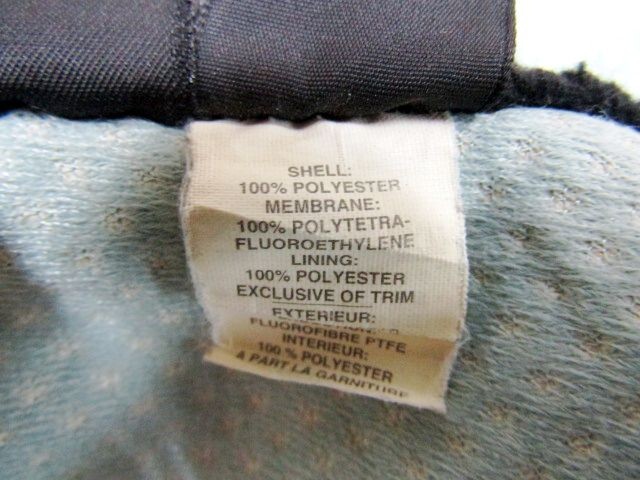 SHELL:
100% POLYESTER
MEMBRANE:
100% POLYTETRA-
FLUOROETHYLENE
LINING:
100% POLYESTER
EXCLUSIVE OF TRIM
EXTERIEUR:
FLUOROFIBRE PTFE
INTERIEUR:
100 % POLYESTER
A PART LA GARNITURE